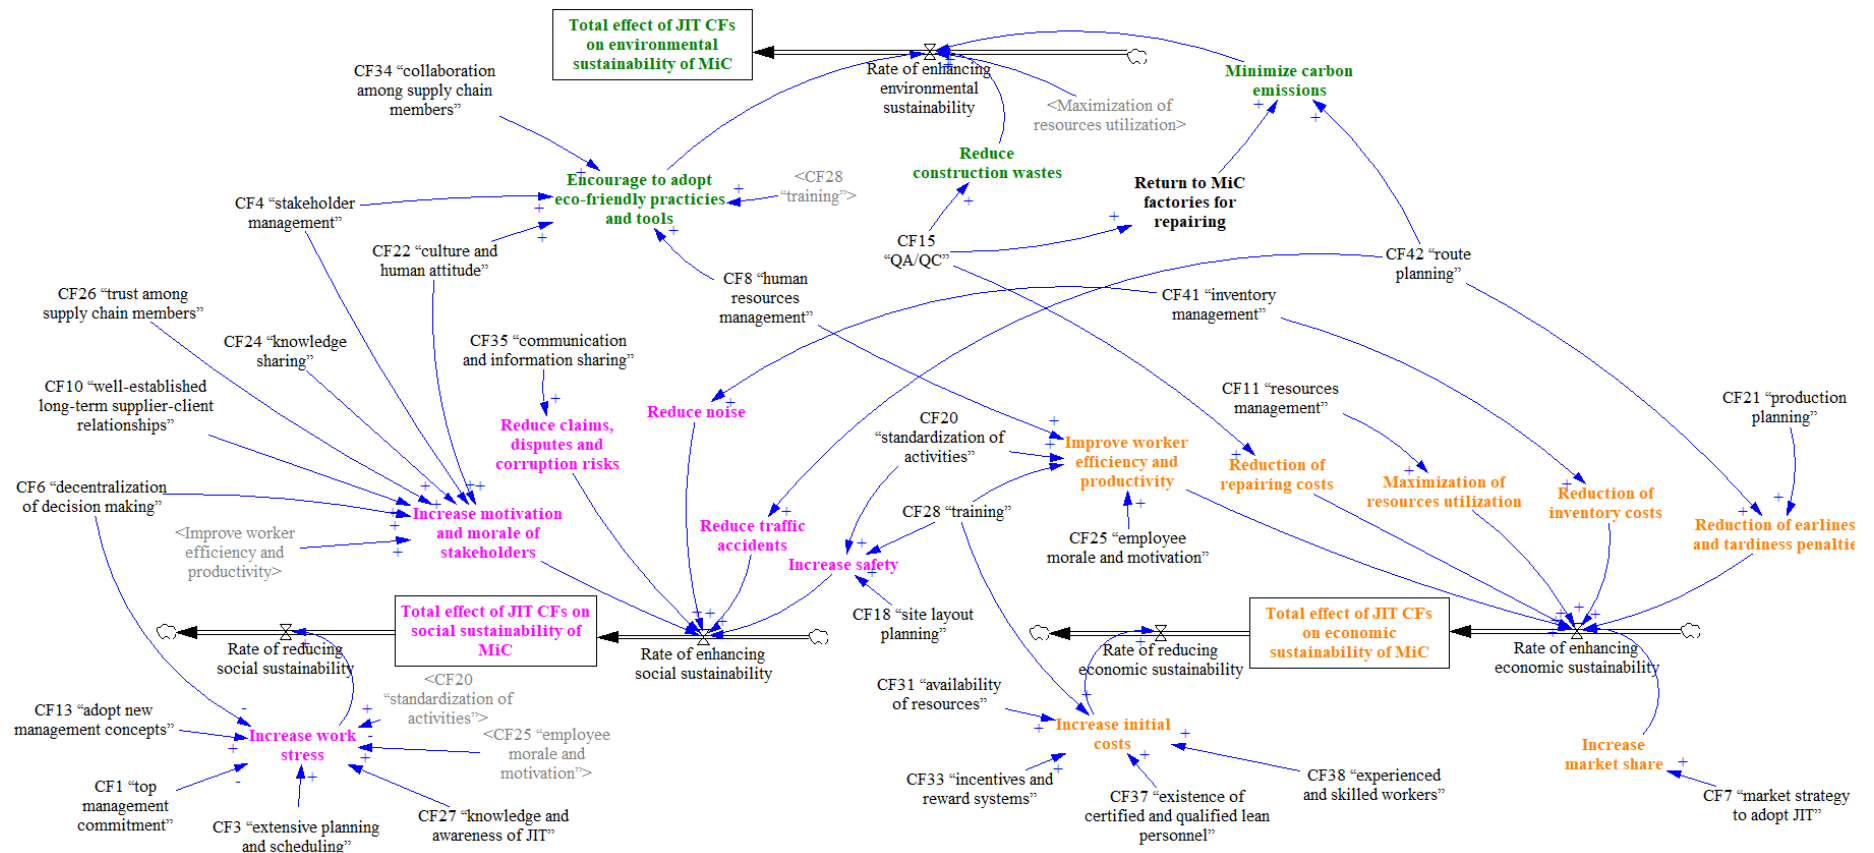 Total effect of JIT CFs
on environmental
sustainability of MiC
Rate of enhancing
environmental
sustainability
Minimize carbon
emissions
CF34 “collaboration
among supply chain
members”
<Maximization of
resources utilization>
Reduce
construction wastes
Encourage to adopt
eco-friendly practicies
and tools
<CF28
“training”>
Return to MiC
factories for
repairing
CF4 “stakeholder
management”
CF22 “culture and
human attitude”
CF15
“QA/QC”
CF42 “route
planning”
CF8 “human
resources
management”
CF26 “trust among
supply chain members”
CF41 “inventory
management”
CF24 “knowledge
sharing”
CF35 “communication
and information sharing”
CF10 “well-established
long-term supplier-client
relationships”
Reduce noise
CF11 “resources
management”
CF21 “production
planning”
Reduce claims,
disputes and
corruption risks
CF20
“standardization of
activities”
Improve worker
efficiency and
productivity
Reduction of
repairing costs
Maximization of
resources utilization
Reduction of
inventory costs
CF6 “decentralization
of decision making”
Increase motivation
and morale of
stakeholders
Reduce traffic
accidents
CF28 “training”
Reduction of earlines
and tardiness penaltie
<Improve worker
efficiency and
productivity>
CF25 “employee
morale and motivation”
Increase safety
CF18 “site layout
planning”
Total effect of JIT CFs on
social sustainability of
MiC
Total effect of JIT CFs
on economic
sustainability of MiC
Rate of reducing
social sustainability
Rate of enhancing
social sustainability
Rate of reducing
economic sustainability
Rate of enhancing
economic sustainability
<CF20
“standardization of
activities”>
CF31 “availability
of resources”
CF13 “adopt new
management concepts”
Increase work
stress
<CF25 “employee
morale and
motivation”>
Increase initial
costs
Increase
market share
CF1 “top
management
commitment”
CF33 “incentives and
reward systems”
CF38 “experienced
and skilled workers”
CF3 “extensive planning
and scheduling”
CF27 “knowledge and
awareness of JIT”
CF37 “existence of
certified and qualified lean
personnel”
CF7 “market strategy
to adopt JIT”